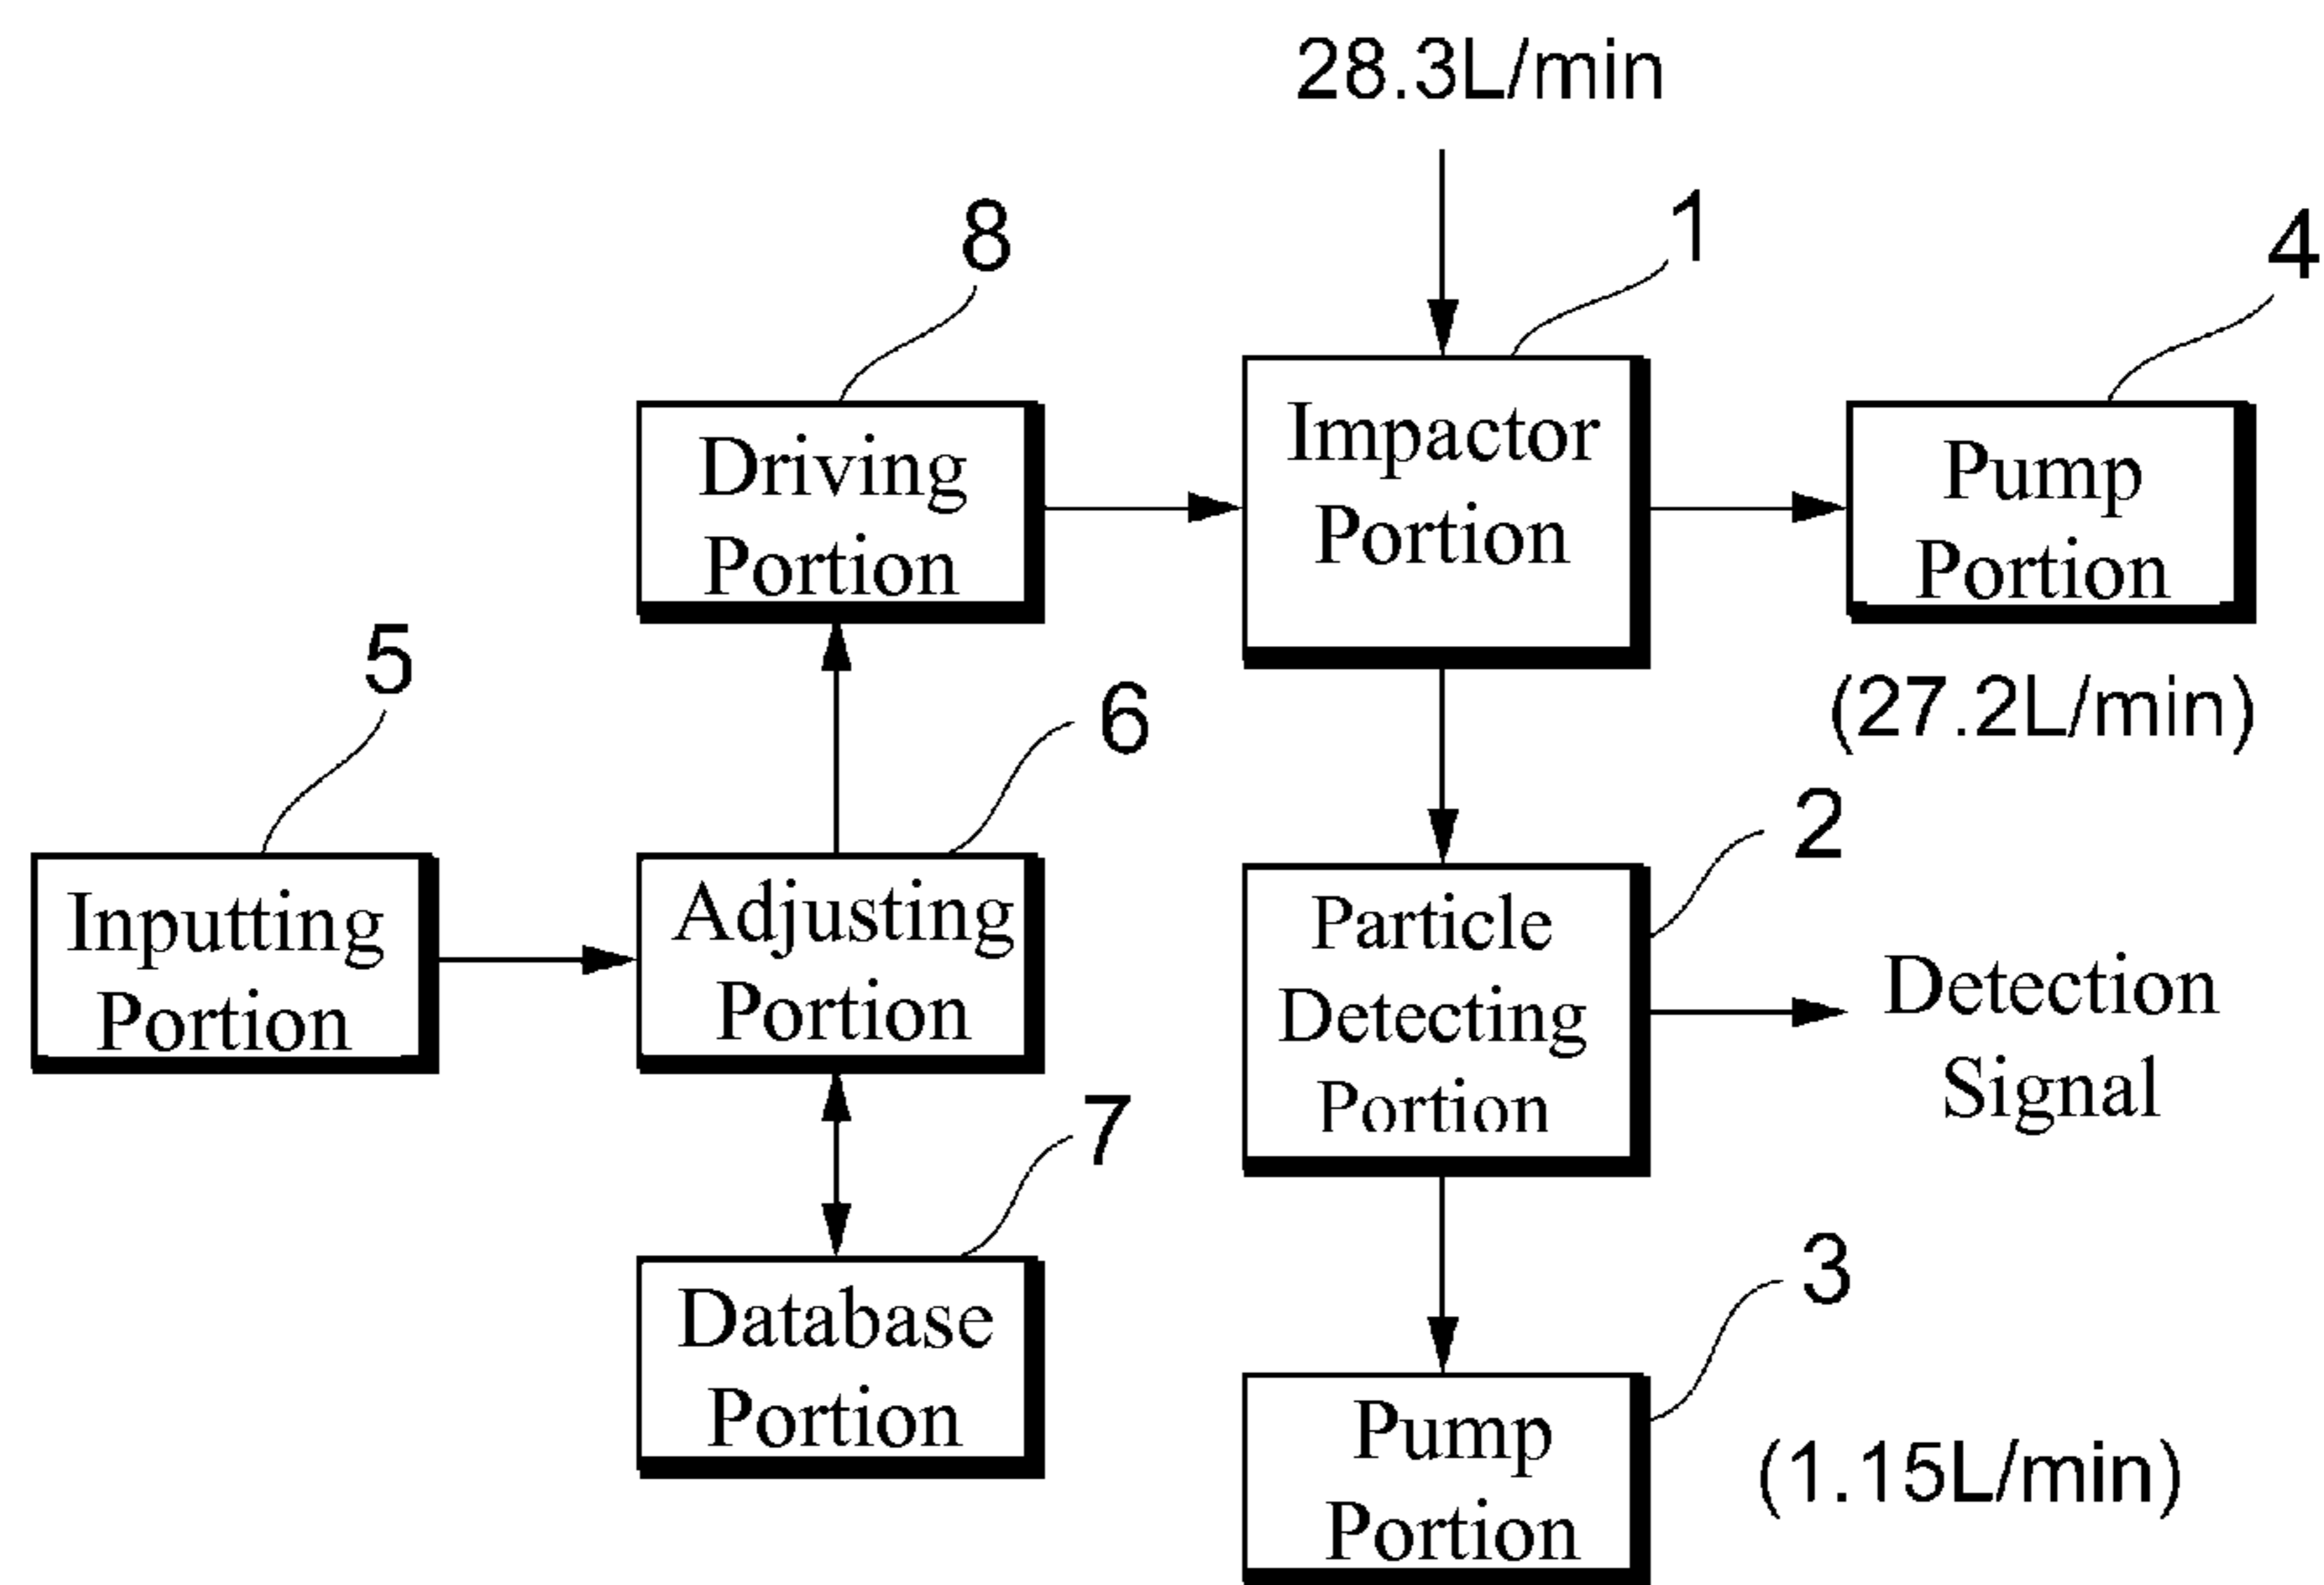 28.3L/min
1
8
4
Driving
Portion
Impactor
Portion
Pump
Portion
(27.2L/min)
5
6
2
Inputting
Portion
Adjusting
Portion
Particle
Detecting
Portion
Detection
Signal
7
Database
Portion
3
Pump
Portion
(1.15L/min)